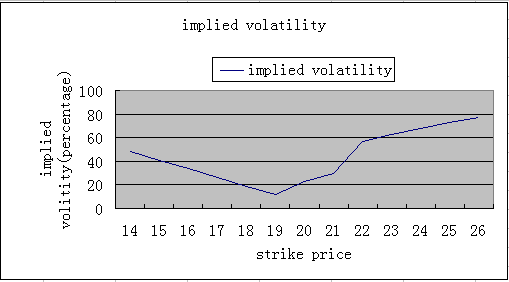 implied volatility
implied volatility
implied
volitity(percentage)
100
80
60
40
20
0
14 15 16 17 18 19 20 21 22 23 24 25 26
strike price